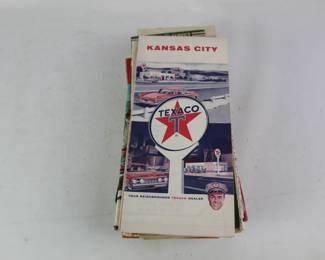 KANSAS CITY
TEXACO
T
YOUR NEIGHBORHOOD TEXACO DEALER